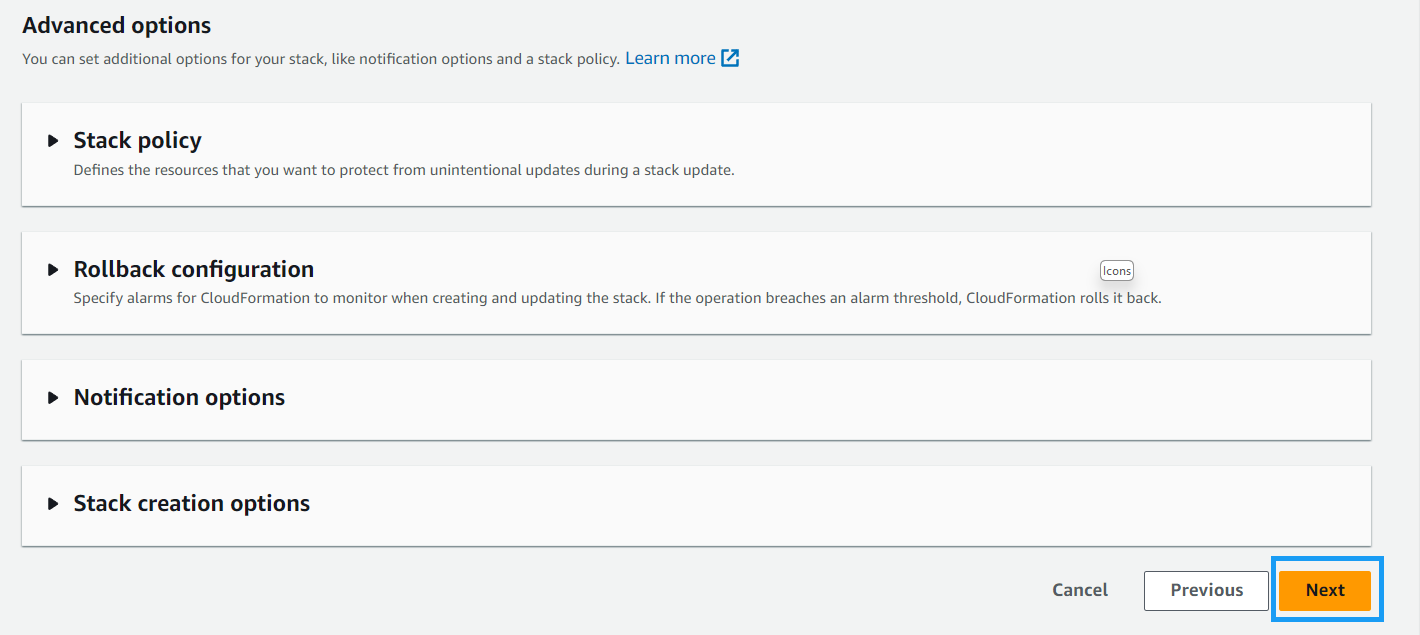 Advanced options
You can set additional options for your stack, like notification options and a stack policy. Learn more
Stack policy
Defines the resources that you want to protect from unintentional updates during a stack update.
Rollback configuration
Icons
Specify alarms for CloudFormation to monitor when creating and updating the stack. If the operation breaches an alarm threshold, CloudFormation rolls it back.
Notification options
Stack creation options
Cancel Previous Next